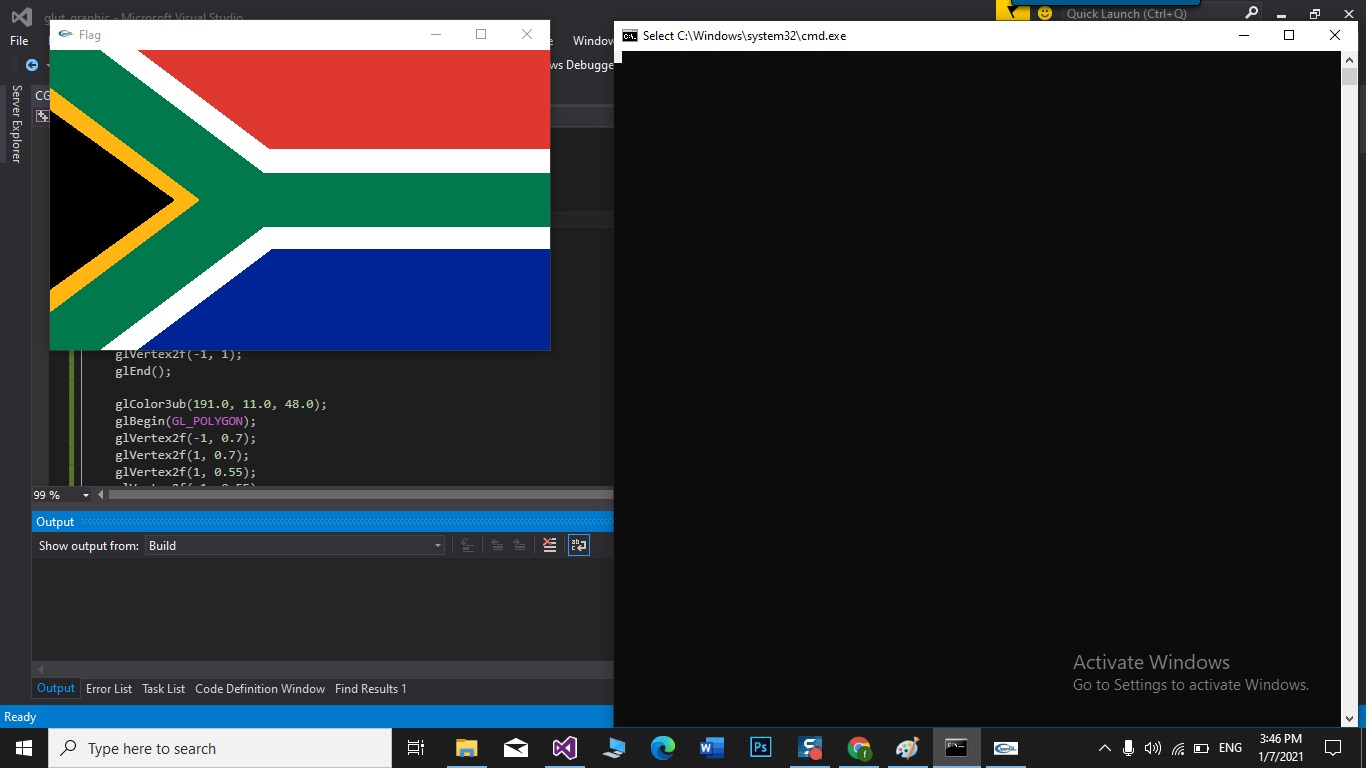 glut_graphic - Microsoft Visual Studio
Quick Launch (Ctrl+Q)
Flag
Select C:\Windows\system32\cmd.exe
File
Window
ws Debugge
Server Explorer
CG
glVertex2f(-1, 1);
glEnd();
glColor3ub(191.0, 11.0, 48.0);
glBegin(GL_POLYGON);
glVertex2f(-1, 0.7);
glVertex2f(1, 0.7);
glVertex2f(1, 0.55);
99 %
Output
Show output from: Build
Activate Windows
Go to Settings to activate Windows.
Output Error List Task List Code Definition Window Find Results 1
Ready
Type here to search
ENG
3:46 PM
1/7/2021